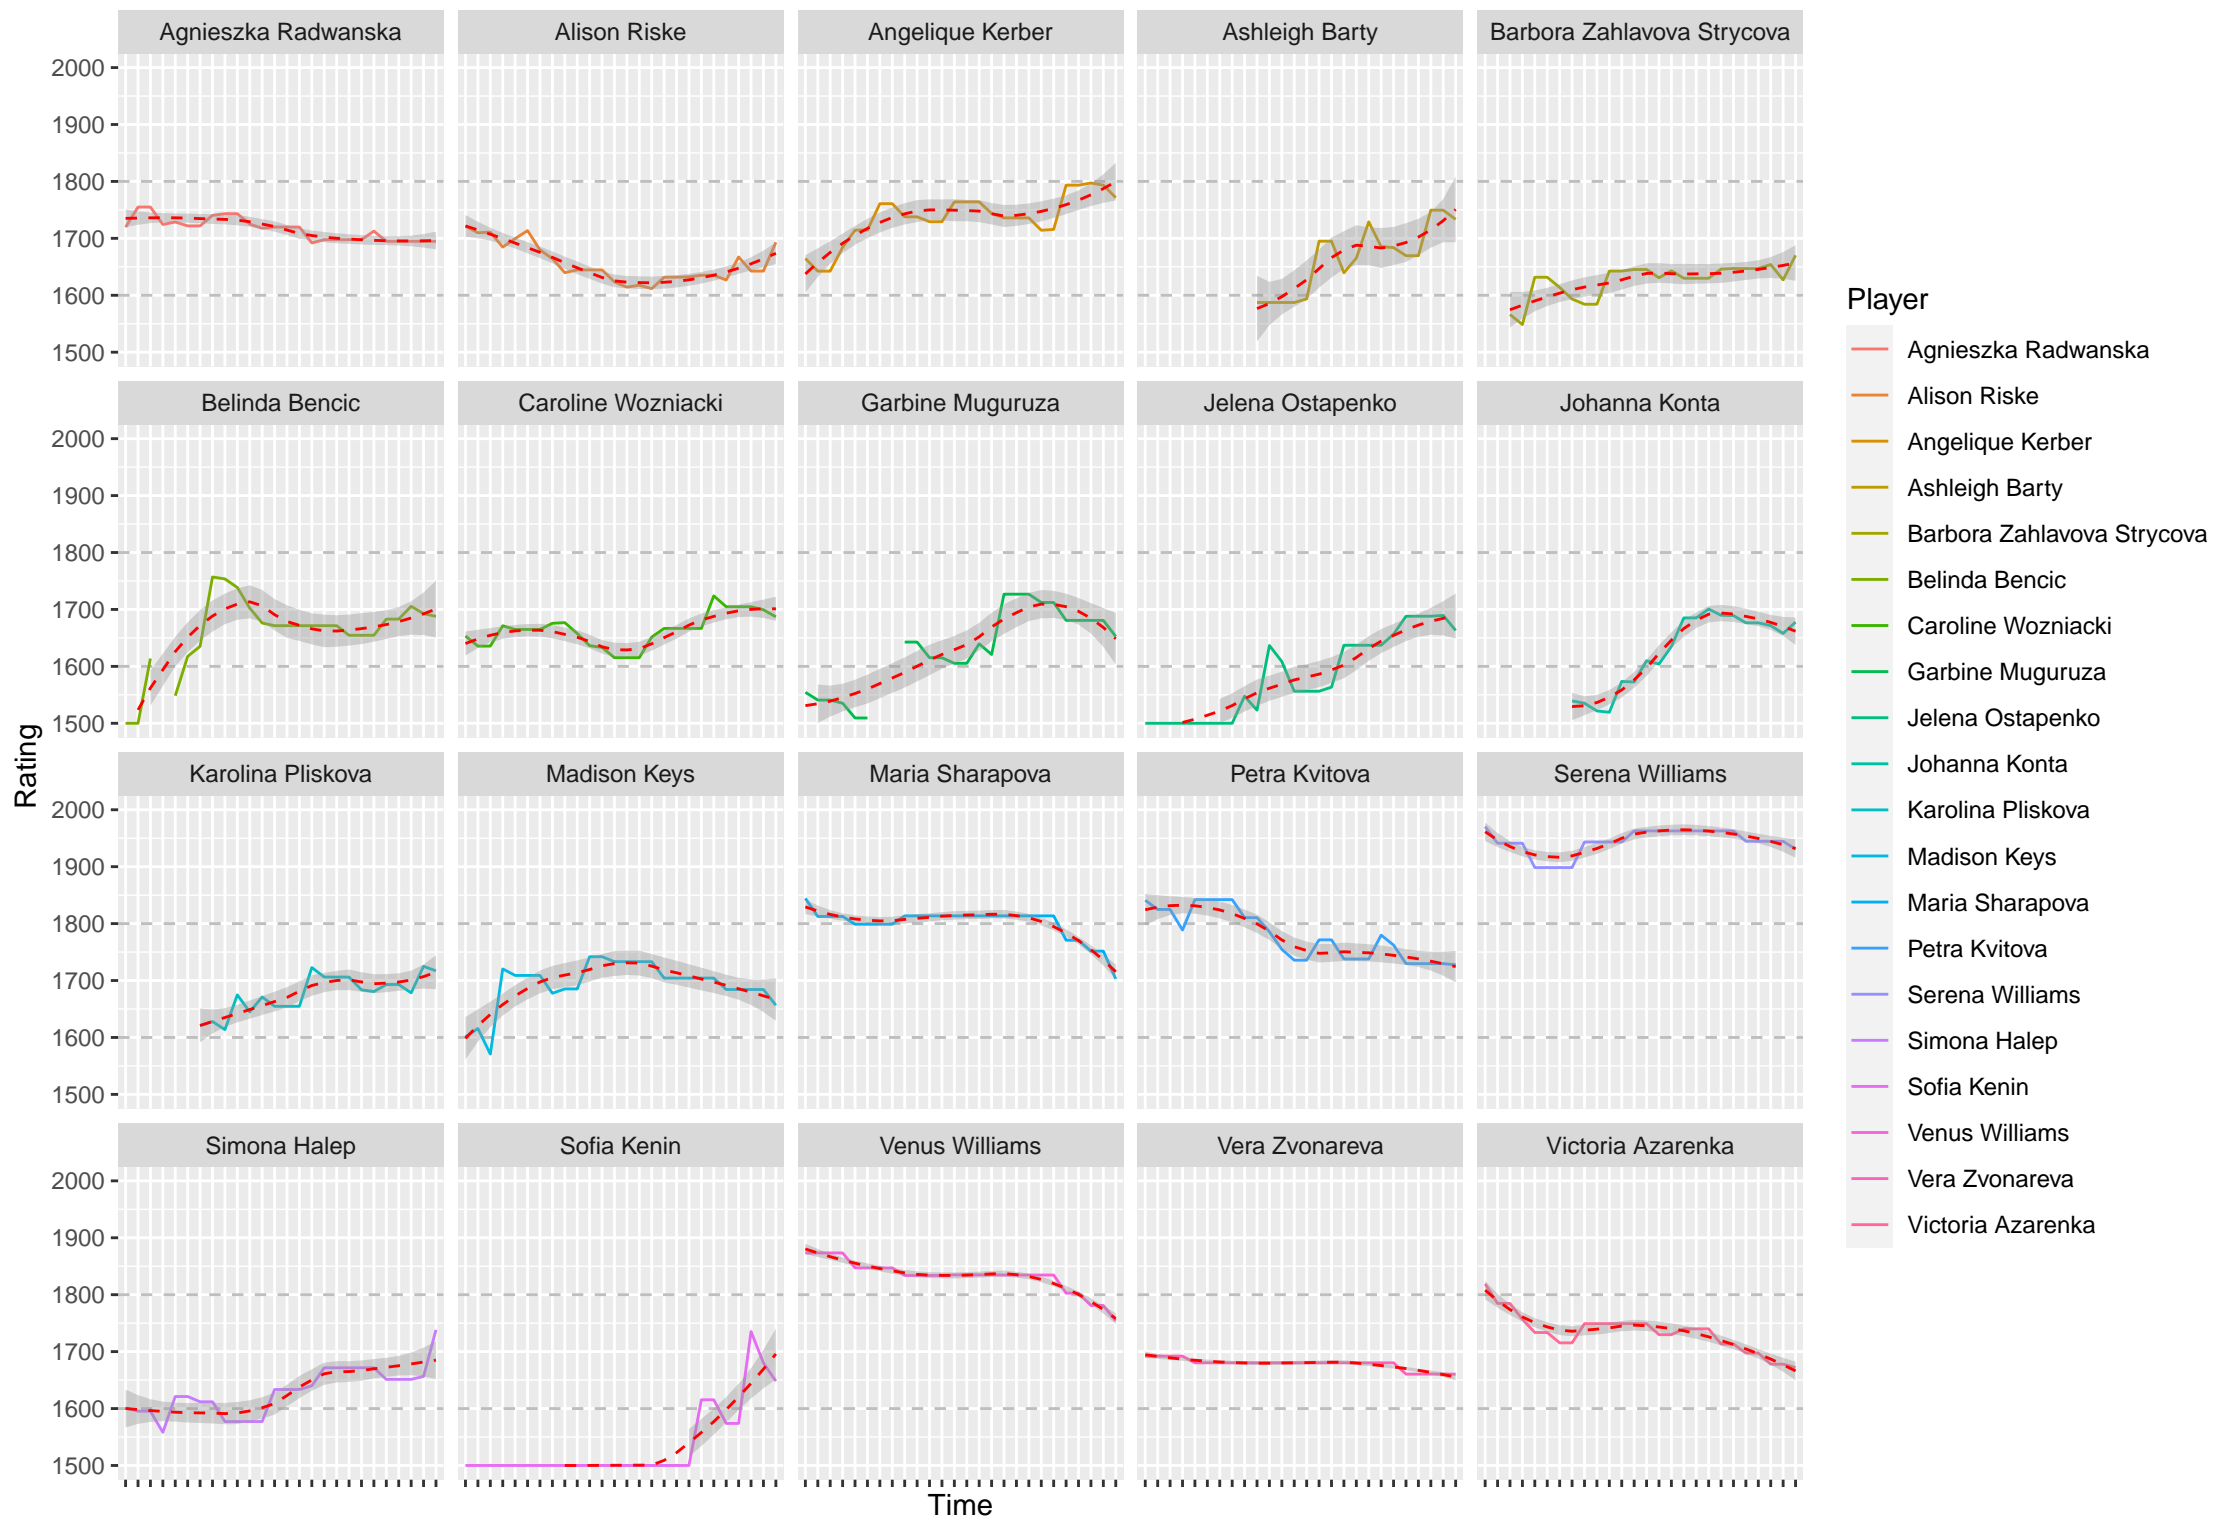 Agnieszka Radwanska
Alison Riske
Angelique Kerber
Ashleigh Barty
Barbora Zahlavova Strycova
2000
1900
1800
1700
1600
1500
Belinda Bencic
Caroline Wozniacki
Garbine Muguruza
Jelena Ostapenko
Johanna Konta
2000
1900
1800
1700
1600
1500
Karolina Pliskova
Madison Keys
Maria Sharapova
Petra Kvitova
Serena Williams
2000
1900
1800
1700
1600
1500
Simona Halep
Sofia Kenin
Venus Williams
Vera Zvonareva
Victoria Azarenka
2000
1900
1800
1700
1600
1500
Rating
Time
Player
Agnieszka Radwanska
Alison Riske
Angelique Kerber
Ashleigh Barty
Barbora Zahlavova Strycova
Belinda Bencic
Caroline Wozniacki
Garbine Muguruza
Jelena Ostapenko
Johanna Konta
Karolina Pliskova
Madison Keys
Maria Sharapova
Petra Kvitova
Serena Williams
Simona Halep
Sofia Kenin
Venus Williams
Vera Zvonareva
Victoria Azarenka